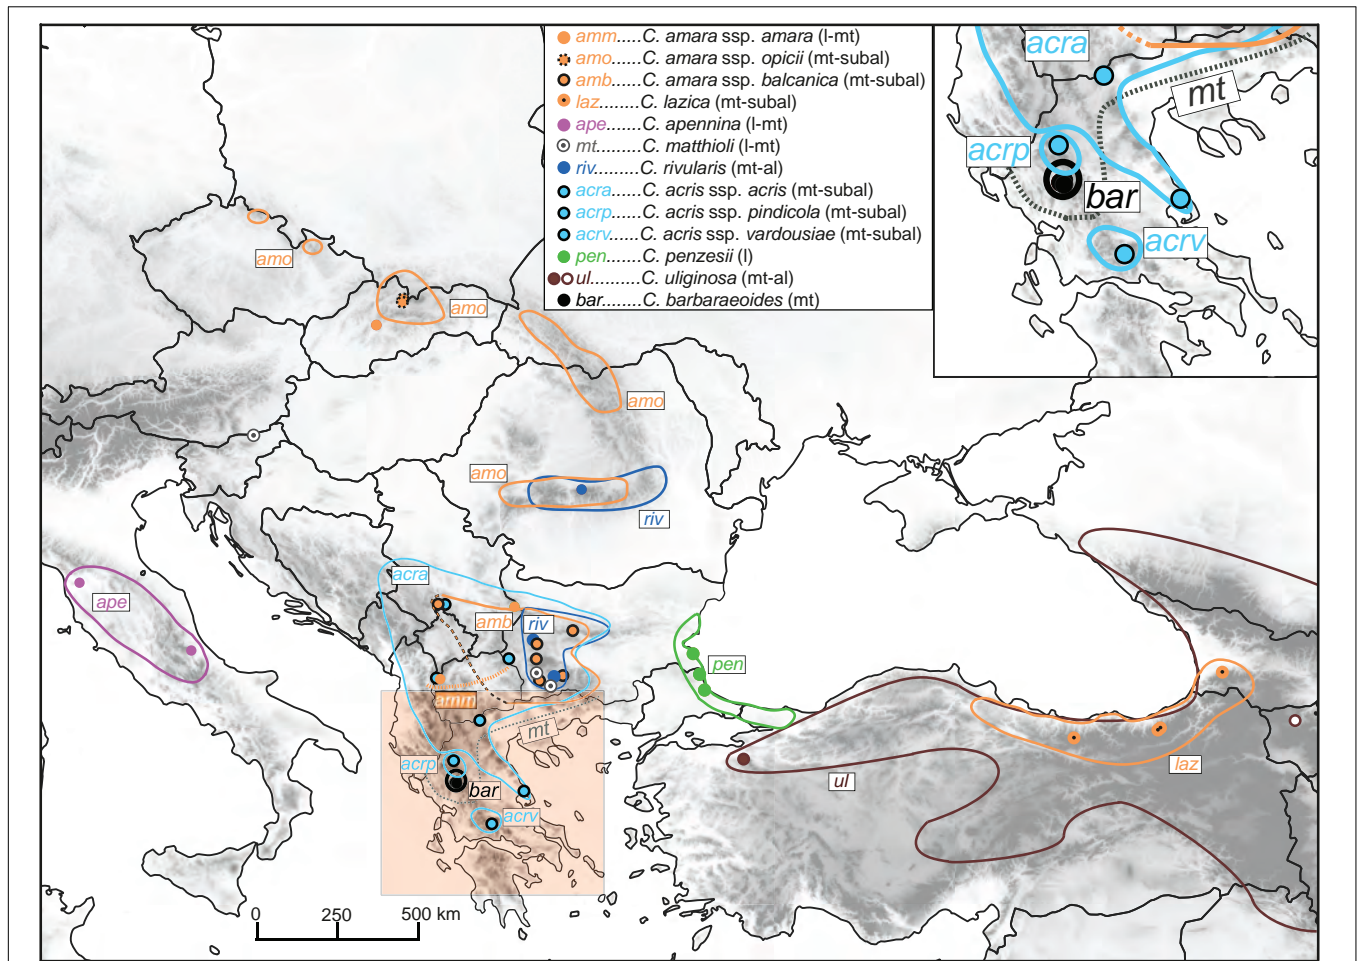 amm.....C. amara ssp. amara (l-mt)
amo.....C. amara ssp. opicii (mt-subal)
amb.....C. amara ssp. balcanica (mt-subal)
laz........C. lazica (mt-subal)
ape.......C. apennina (l-mt)
mt.........C. matthioli (l-mt)
riv.........C. rivularis (mt-al)
acra......C. acris ssp. acris (mt-subal)
acrp......C. acris ssp. pindicola (mt-subal)
acrv......C. acris ssp. vardousiae (mt-subal)
pen.......C. penzesii (l)
ul...........C. uliginosa (mt-al)
bar........C. barbaraeoides (mt)
acra
mt
acrp
bar
acrv
amo
amo
amo
amo
riv
acra
ape
amb
riv
pen
amm
mt
acrp
bar
acrv
ul
laz
0 250 500 km